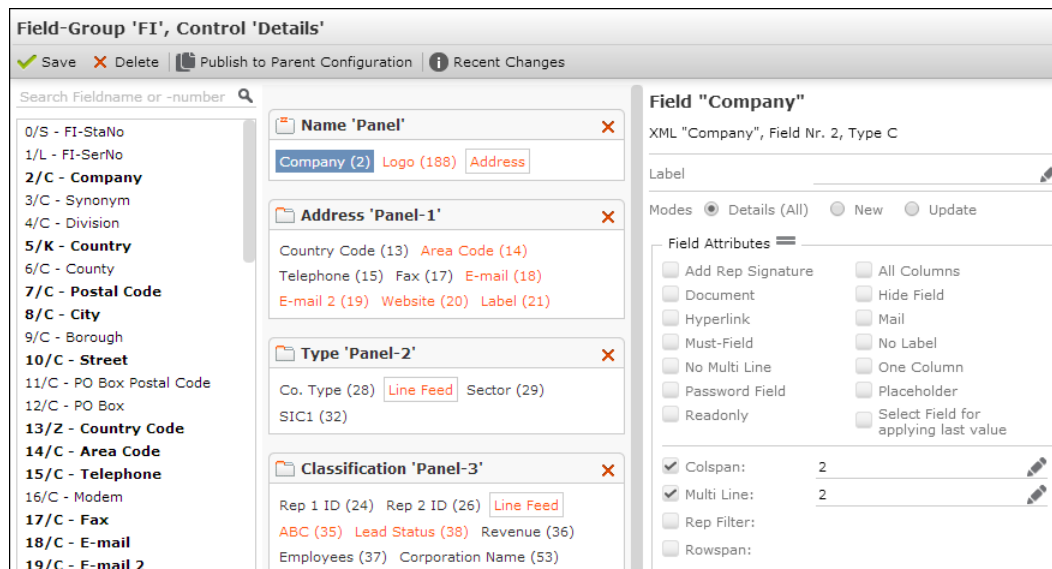 Field-Group 'FI', Control 'Details'
Save Delete Publish to Parent Configuration Recent Changes
Search Fieldname or -number
0/S - FI-StaNo
1/L - FI-SerNo
2/C - Company
3/C - Synonym
4/C - Division
5/K - Country
6/C - County
7/C - Postal Code
8/C - City
9/C - Borough
10/C - Street
11/C - PO Box Postal Code
12/C - PO Box
13/Z - Country Code
14/C - Area Code
15/C - Telephone
16/C - Modem
17/C - Fax
18/C - E-mail
19/C - E-mail 2
Name 'Panel'
Company (2) Logo (188) Address
Address 'Panel-1'
Country Code (13) Area Code (14)
Telephone (15) Fax (17) E-mail (18)
E-mail 2 (19) Website (20) Label (21)
Type 'Panel-2'
Co. Type (28) Line Feed Sector (29)
SIC1 (32)
Classification 'Panel-3'
Rep 1 ID (24) Rep 2 ID (26) Line Feed
ABC (35) Lead Status (38) Revenue (36)
Employees (37) Corporation Name (53)
Field "Company"
XML "Company", Field Nr. 2, Type C
Label
Modes Details (All) New Update
Field Attributes
Add Rep Signature All Columns
Document Hide Field
Hyperlink Mail
Must-Field No Label
No Multi Line One Column
Password Field Placeholder
Readonly Select Field for
applying last value
Colspan: 2
Multi Line: 2
Rep Filter:
Rowspan: